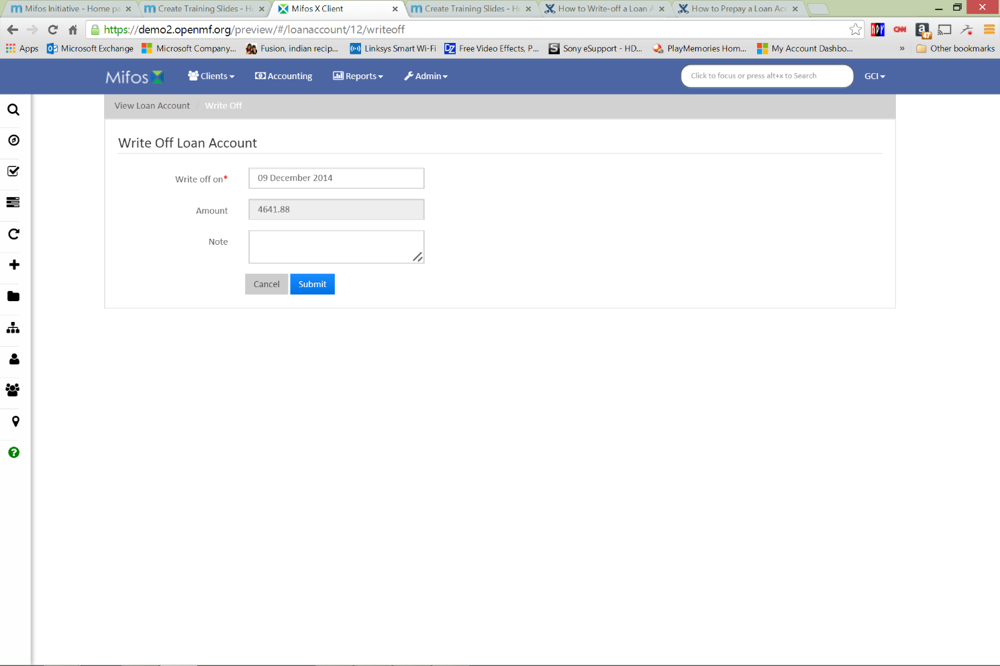 Mifos Initiative - Home pa
Create Training Slides - H
Mifos X Client
Create Training Slides - H
How to Write-off a Loan A
How to Prepay a Loan Acc
https://demo2.openmf.org/preview/#/loanaccount/12/writeoff
Apps
Microsoft Exchange
Microsoft Company...
Fusion, indian recip...
Linksys Smart Wi-Fi
DZ Free Video Effects, P...
S Sony eSupport - HD...
PlayMemories Hom...
My Account Dashbo...
»
Other bookmarks
CNN
a
47
Mifos
Clients
Accounting
Reports
Admin
Click to focus or press alt+x to Search
GCI
View Loan Account / Write Off
Write Off Loan Account
Write off on* 09 December 2014
Amount 4641.88
Note
Cancel Submit